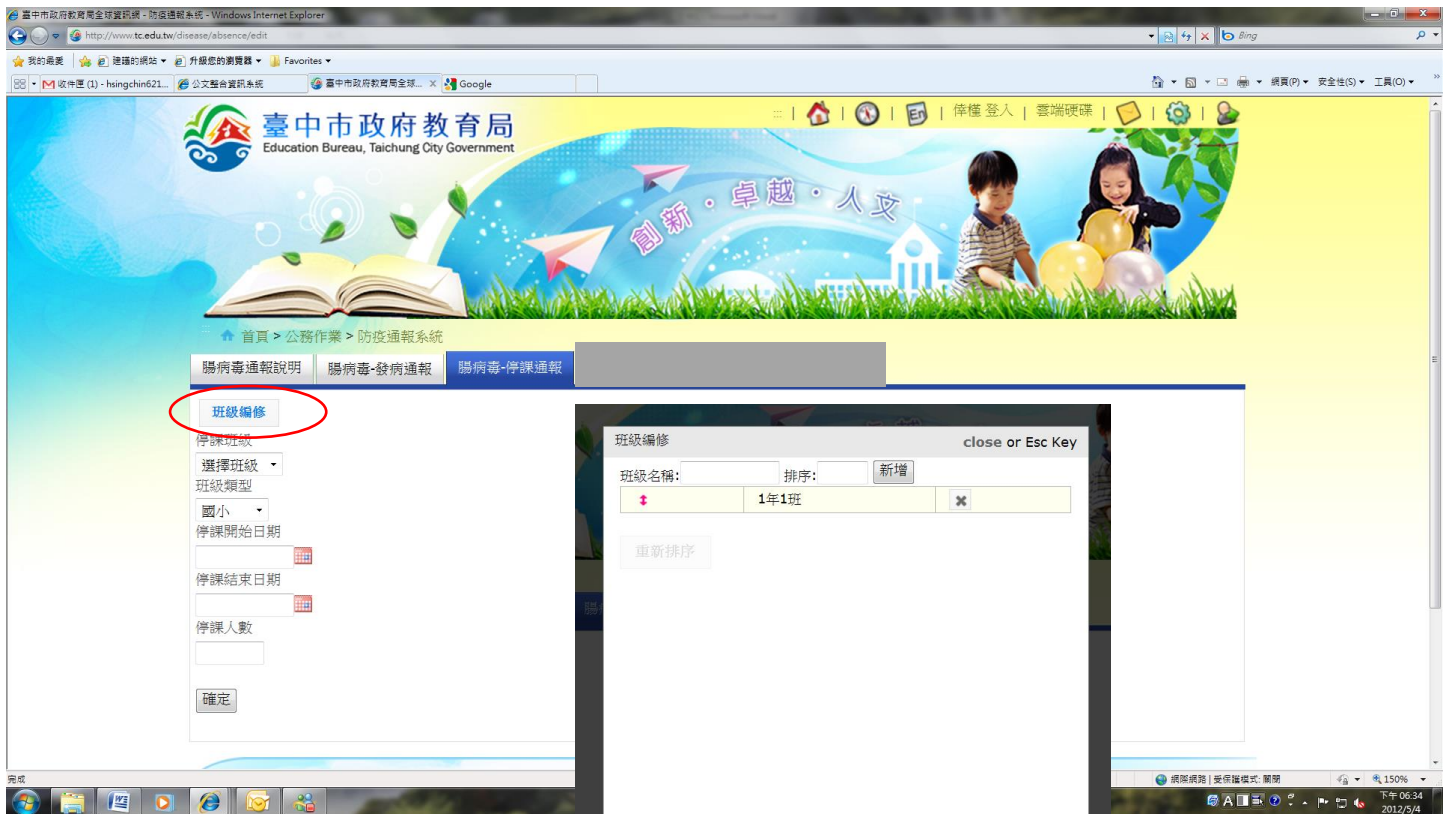 臺中市政府教育局全球資訊網 - 防疫通報系統 - Windows Internet Explorer
http://www.tc.edu.tw/disease/absence/edit
Bing
我的最愛 建議的網站 升級您的瀏覽器 Favorites
收件匣 (1) - hsingchin621... 公文整合資訊系統 臺中市政府教育局全球... X Google
網頁(P) 安全性(S) 工具(O)
臺中市政府教育局
Education Bureau, Taichung City Government
::: | | | | 倖槿 登入 | 雲端硬碟 | | |
創新・卓越・人文
首頁 > 公務作業 > 防疫通報系統
腸病毒通報說明 腸病毒-發病通報 腸病毒-停課通報
班級編修
停課班級
選擇班級
班級類型
國小
停課開始日期
停課結束日期
停課人數
確定
班級編修 close or Esc Key
班級名稱: 排序: 新增
1年1班
重新排序
完成
網際網路 | 受保護模式: 關閉 150%
下午 06:34
2012/5/4